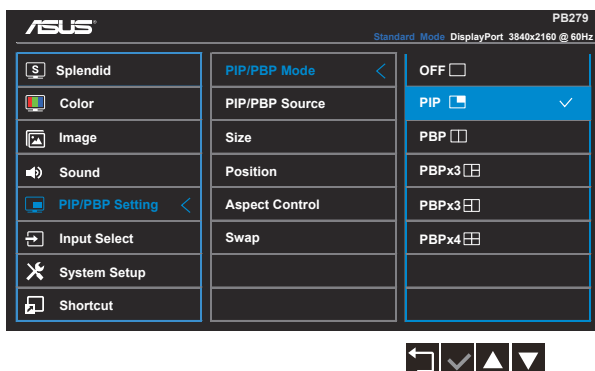 ASUS
PB279
Standard Mode DisplayPort 3840x2160 @ 60Hz
S Splendid
Color
Image
Sound
PIP/PBP Setting
Input Select
System Setup
Shortcut
PIP/PBP Mode
PIP/PBP Source
Size
Position
Aspect Control
Swap
OFF
PIP
PBP
PBPx3
PBPx3
PBPx4